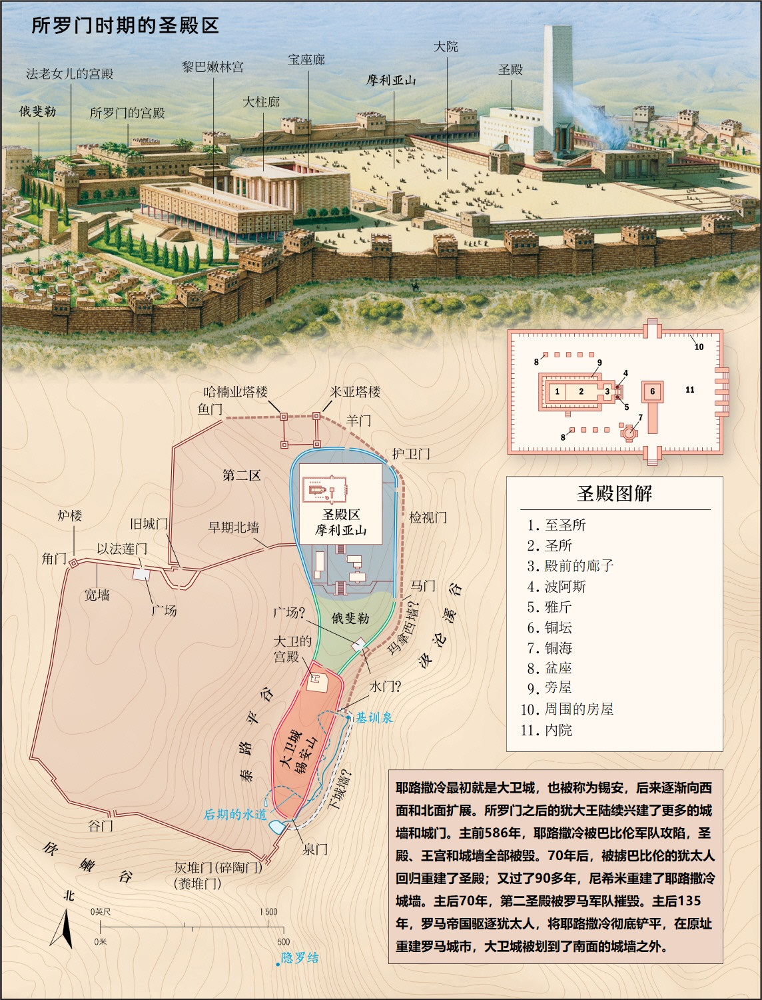 所罗门时期的圣殿区
大院
宝座廊
黎巴嫩林宫
圣殿
法老女儿的宫殿
摩利亚山
大柱廊
俄斐勒
所罗门的宫殿
10
8
9
4
1
2
3
6
11
5
7
8
哈楠业塔楼
米亚塔楼
鱼门
羊门
护卫门
第二区
圣殿区
摩利亚山
炉楼
旧城门
早期北墙
检视门
以法莲门
角门
宽墙
广场
马门
广场?
俄斐勒
玛拿西墙?
汲沦溪谷
大卫的
宫殿
水门?
泰路平谷
基训泉
大卫城
锡安山
下城墙?
后期的水道
谷门
泉门
欣嫩谷
灰堆门(碎陶门)
(粪堆门)
北
0英尺
1500
0米
500
隐罗结
圣殿图解
1. 至圣所
2. 圣所
3. 殿前的廊子
4. 波阿斯
5. 雅斤
6. 铜坛
7. 铜海
8. 盆座
9. 旁屋
10. 周围的房屋
11. 内院
耶路撒冷最初就是大卫城，也被称为锡安，后来逐渐向西
面和北面扩展。所罗门之后的犹大王陆续兴建了更多的城
墙和城门。主前586年，耶路撒冷被巴比伦军队攻陷，圣
殿、王宫和城墙全部被毁。70年后，被掳巴比伦的犹太人
回归重建了圣殿；又过了90多年，尼希米重建了耶路撒冷
城墙。主后70年，第二圣殿被罗马军队摧毁。主后135
年，罗马帝国驱逐犹太人，将耶路撒冷彻底铲平，在原址
重建罗马城市，大卫城被划到了南面的城墙之外。